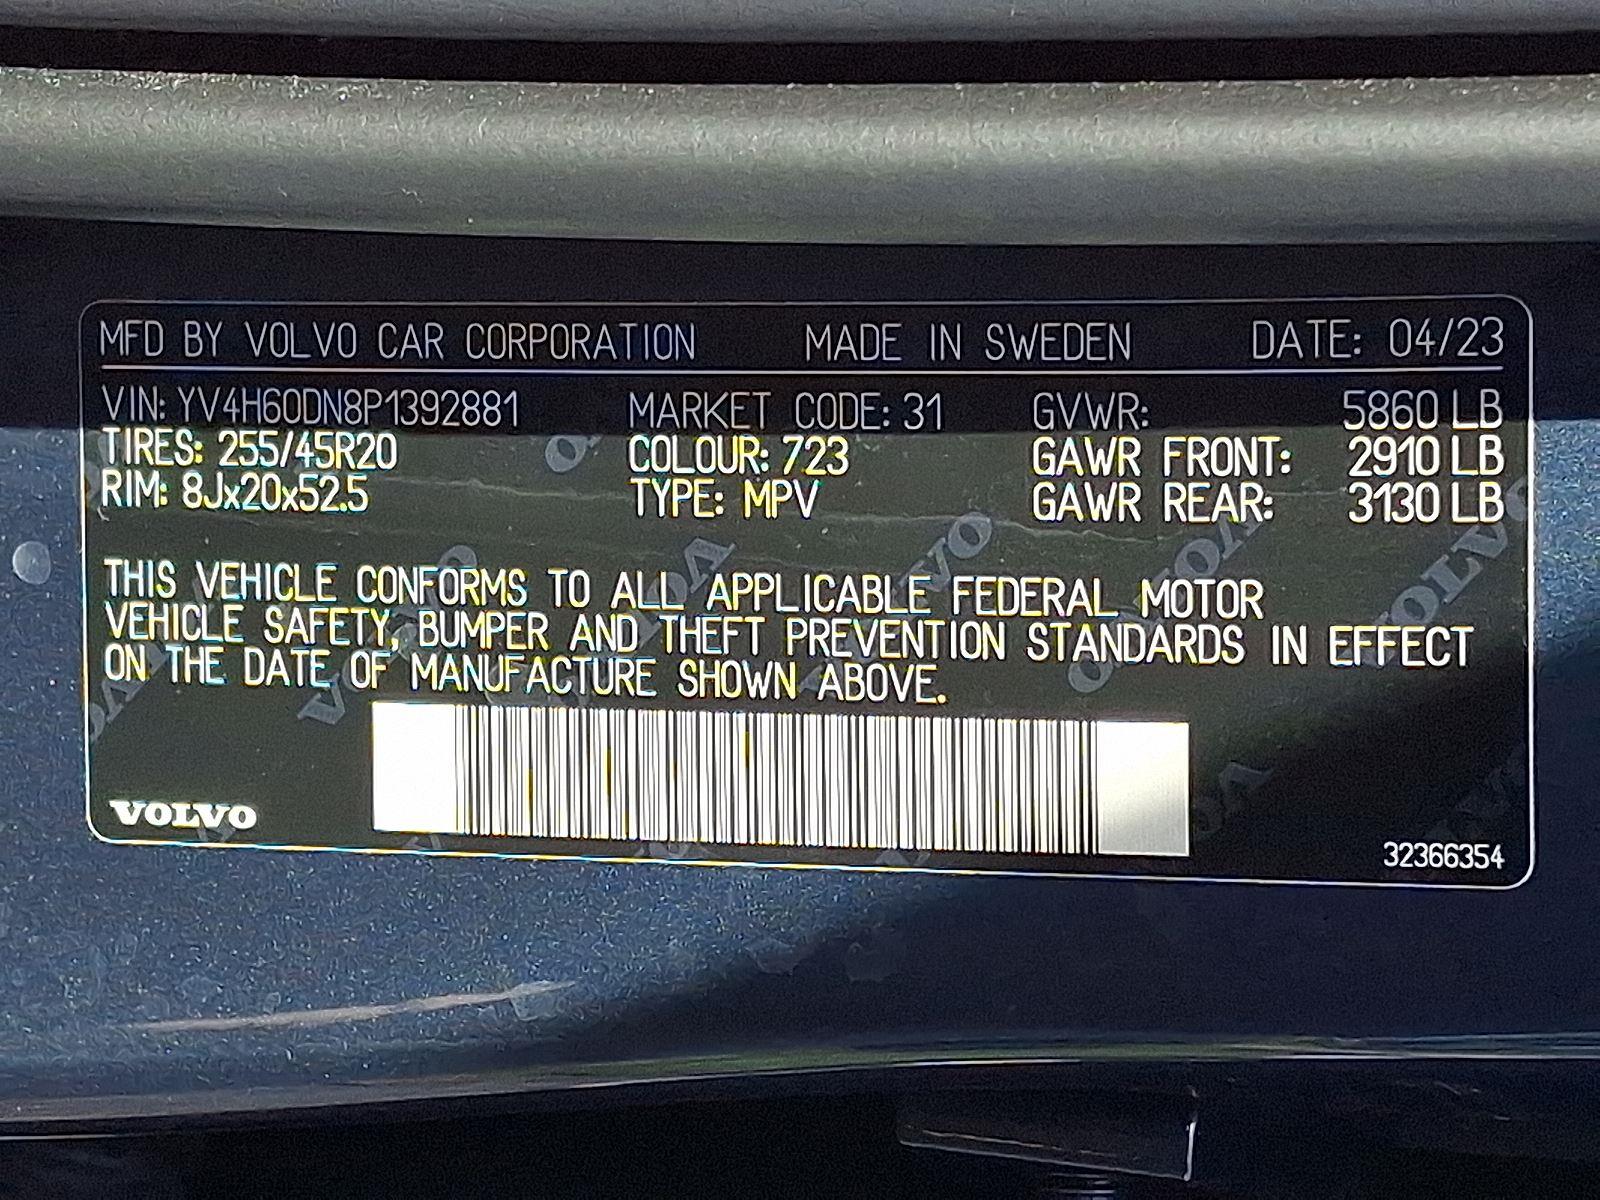 MFD BY VOLVO CAR CORPORATION MADE IN SWEDEN DATE: 04/23
VIN: YV4H60DN8P1392881 MARKET CODE: 31 GVWR: 5860 LB
TIRES: 255/45R20 COLOUR: 723 GAWR FRONT: 2910 LB
RIM: 8Jx20x52.5 TYPE: MPV GAWR REAR: 3130 LB
THIS VEHICLE CONFORMS TO ALL APPLICABLE FEDERAL MOTOR
VEHICLE SAFETY, BUMPER AND THEFT PREVENTION STANDARDS IN EFFECT
ON THE DATE OF MANUFACTURE SHOWN ABOVE.
VOLVO
32366354